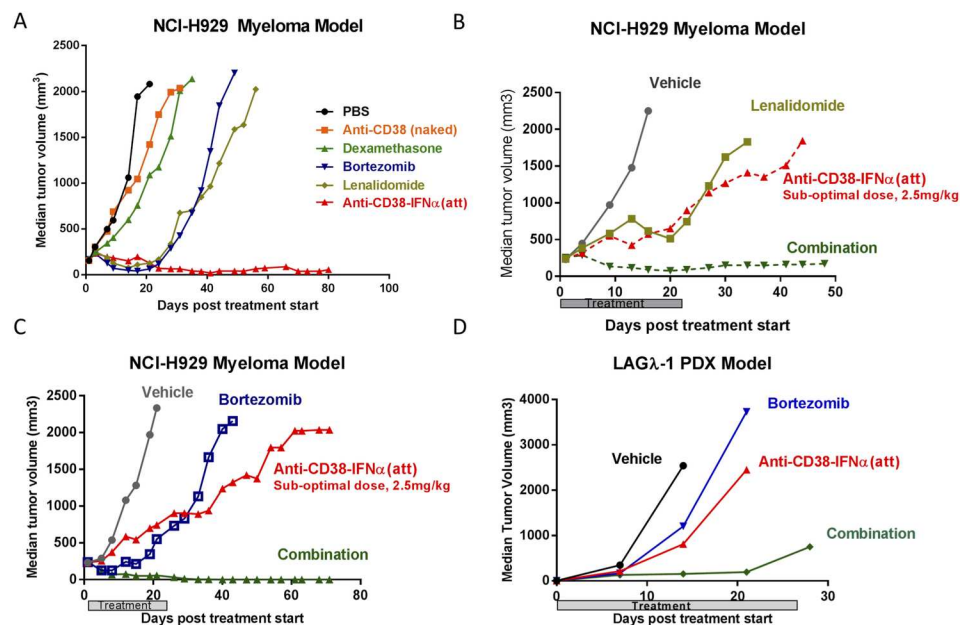 A
NCI-H929 Myeloma Model
Median tumor volume (mm³)
2500
2000
1500
1000
500
0
0
20
40
60
80
100
Days post treatment start
PBS
Anti-CD38 (naked)
Dexamethasone
Bortezomib
Lenalidomide
Anti-CD38-IFNα(att)
B
NCI-H929 Myeloma Model
Median tumor volume (mm3)
2500
2000
1500
1000
500
0
0
10
20
30
40
50
Vehicle
Lenalidomide
Anti-CD38-IFNα(att)
Sub-optimal dose, 2.5mg/kg
Combination
Treatment
Days post treatment start
C
NCI-H929 Myeloma Model
Median tumor volume (mm3)
2500
2000
1500
1000
500
0
0
20
40
60
80
Vehicle
Bortezomib
Anti-CD38-IFNα(att)
Sub-optimal dose, 2.5mg/kg
Combination
Treatment
Days post treatment start
D
LAGλ-1 PDX Model
Median Tumor Volume (mm3)
4000
3000
2000
1000
0
0
10
20
30
Bortezomib
Vehicle
Anti-CD38-IFNα(att)
Combination
Treatment
Days post treatment start